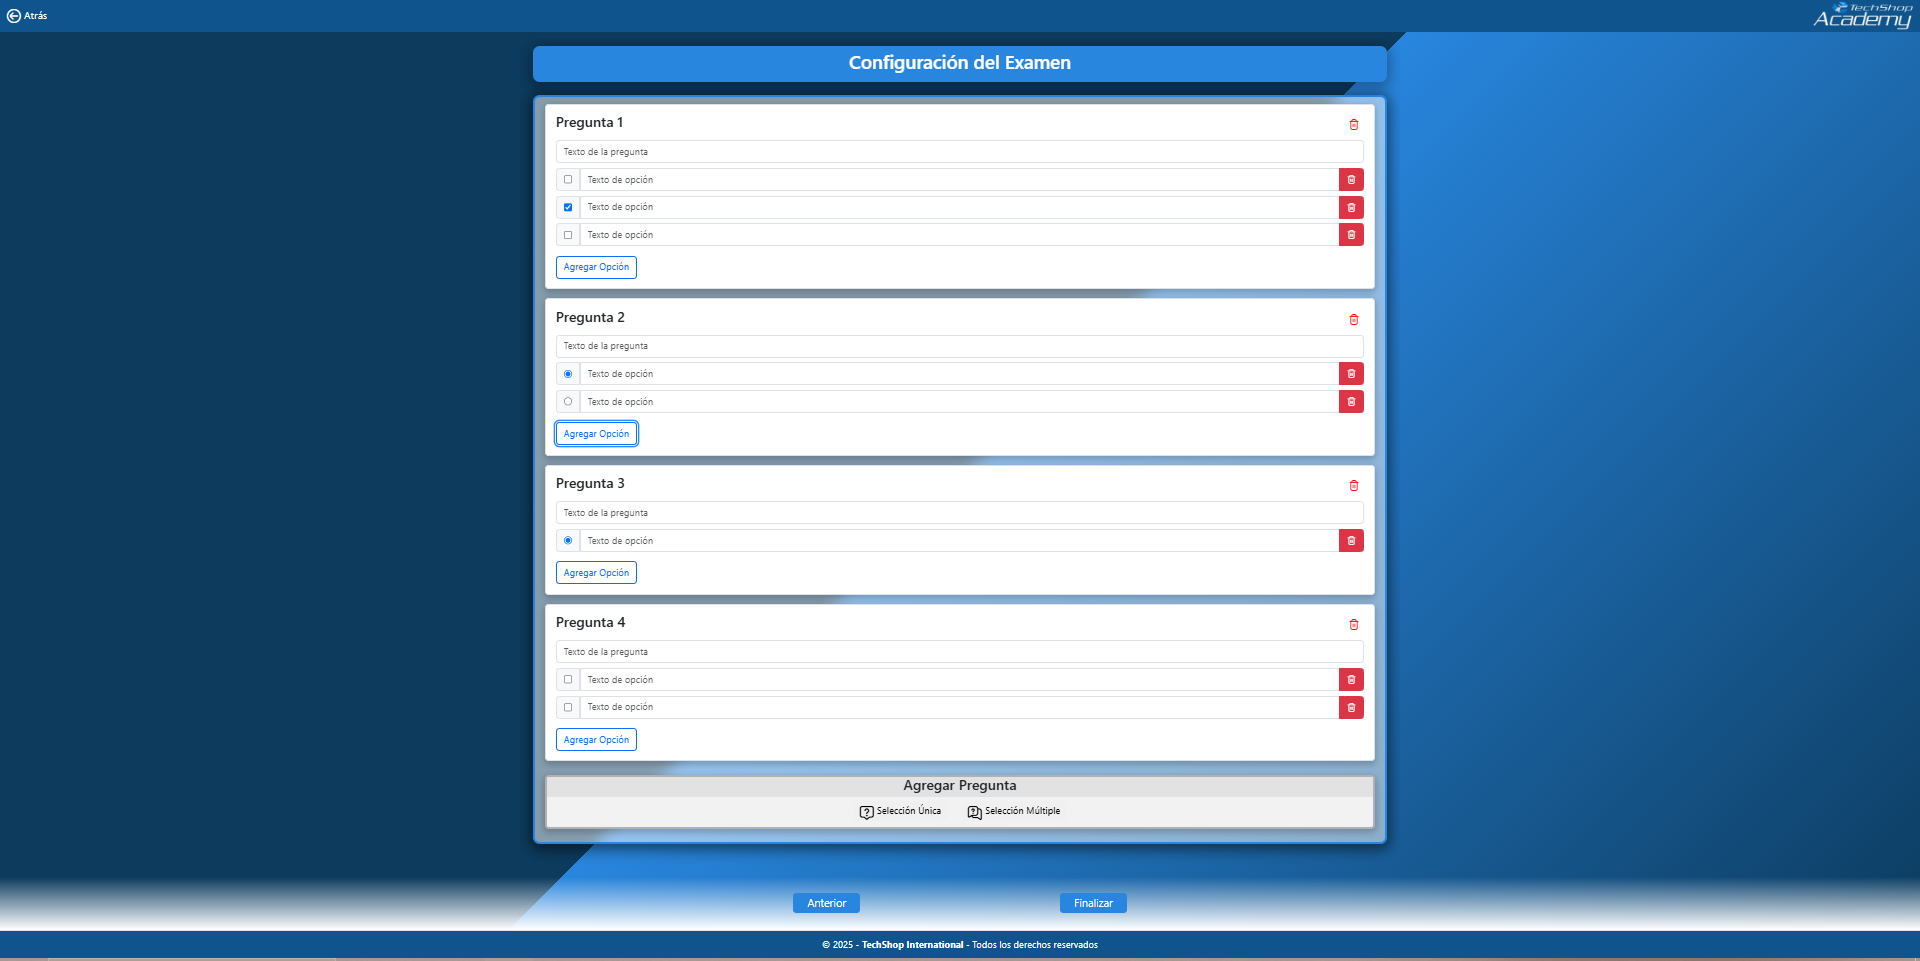 Atrás
TechShop
Academy
Configuración del Examen
Pregunta 1
Texto de la pregunta
Texto de opción
Texto de opción
Texto de opción
Agregar Opción
Pregunta 2
Texto de la pregunta
Texto de opción
Texto de opción
Agregar Opción
Pregunta 3
Texto de la pregunta
Texto de opción
Agregar Opción
Pregunta 4
Texto de la pregunta
Texto de opción
Texto de opción
Agregar Opción
Agregar Pregunta
Selección Única Selección Múltiple
Anterior Finalizar
© 2025 - TechShop International - Todos los derechos reservados